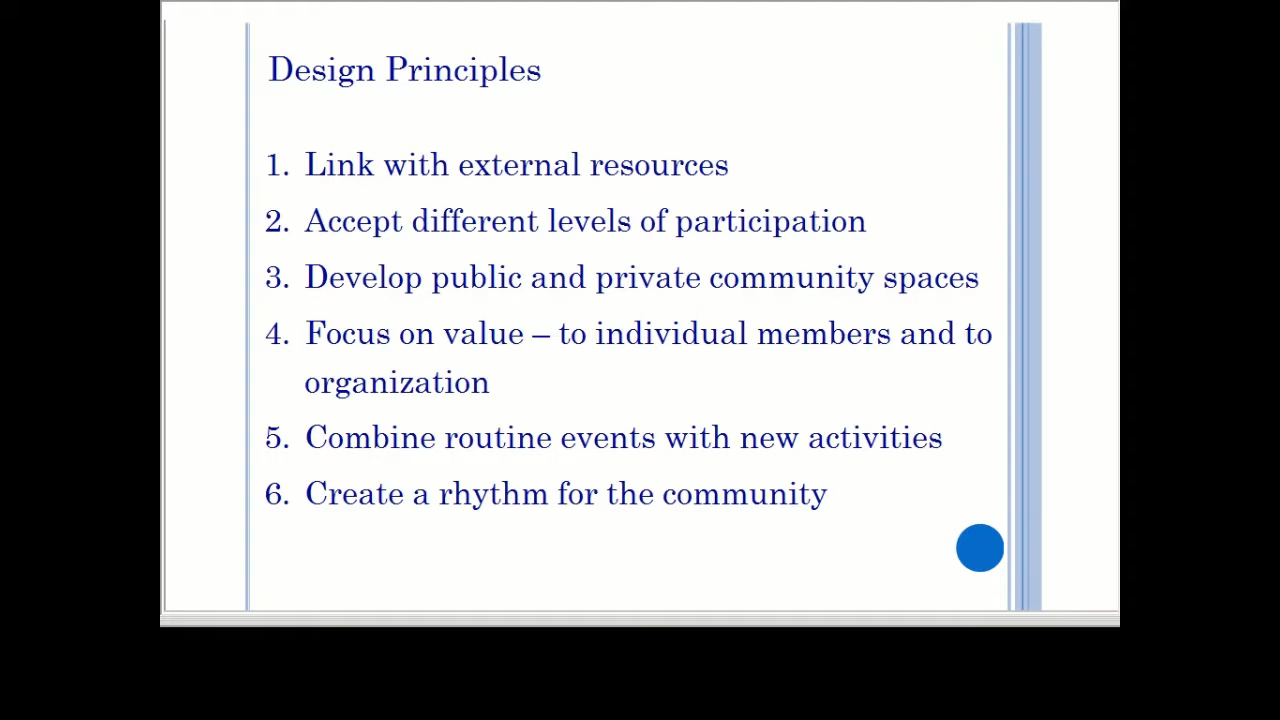 Design Principles
1. Link with external resources
2. Accept different levels of participation
3. Develop public and private community spaces
4. Focus on value – to individual members and to
organization
5. Combine routine events with new activities
6. Create a rhythm for the community